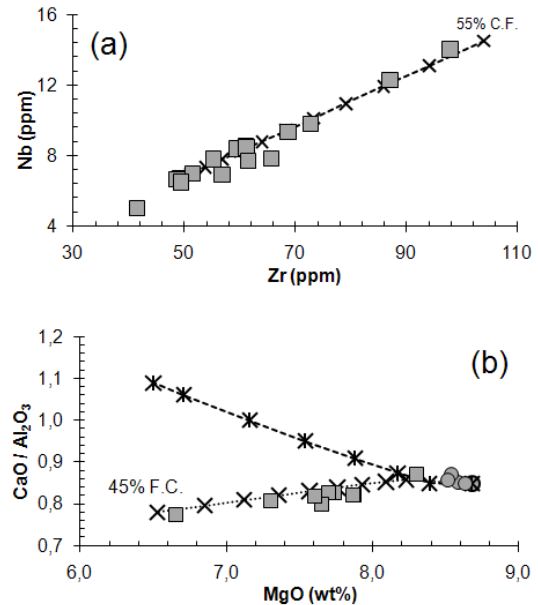 (a)
55% C.F.
Nb (ppm)
16
12
8
4
30 50 70 90 110
Zr (ppm)
(b)
45% F.C.
CaO / Al₂O₃
1,2
1,1
1,0
0,9
0,8
0,7
6,0 7,0 8,0 9,0
MgO (wt%)